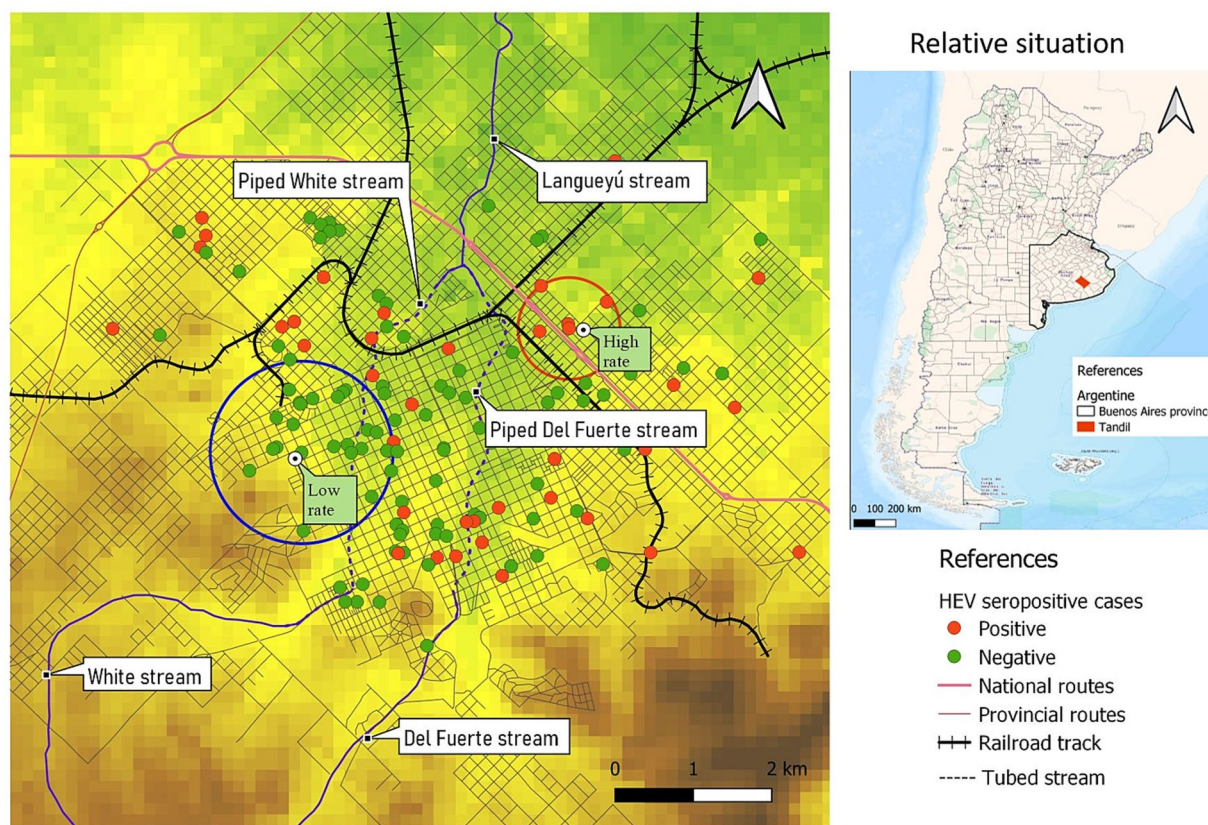 Piped White stream
Langueyú stream
High
rate
Piped Del Fuerte stream
Low
rate
White stream
Del Fuerte stream
0 1 2 km
Relative situation
References
Argentine
Buenos Aires provinc
Tandil
0 100 200 km
References
HEV seropositive cases
Positive
Negative
National routes
Provincial routes
Railroad track
Tubed stream